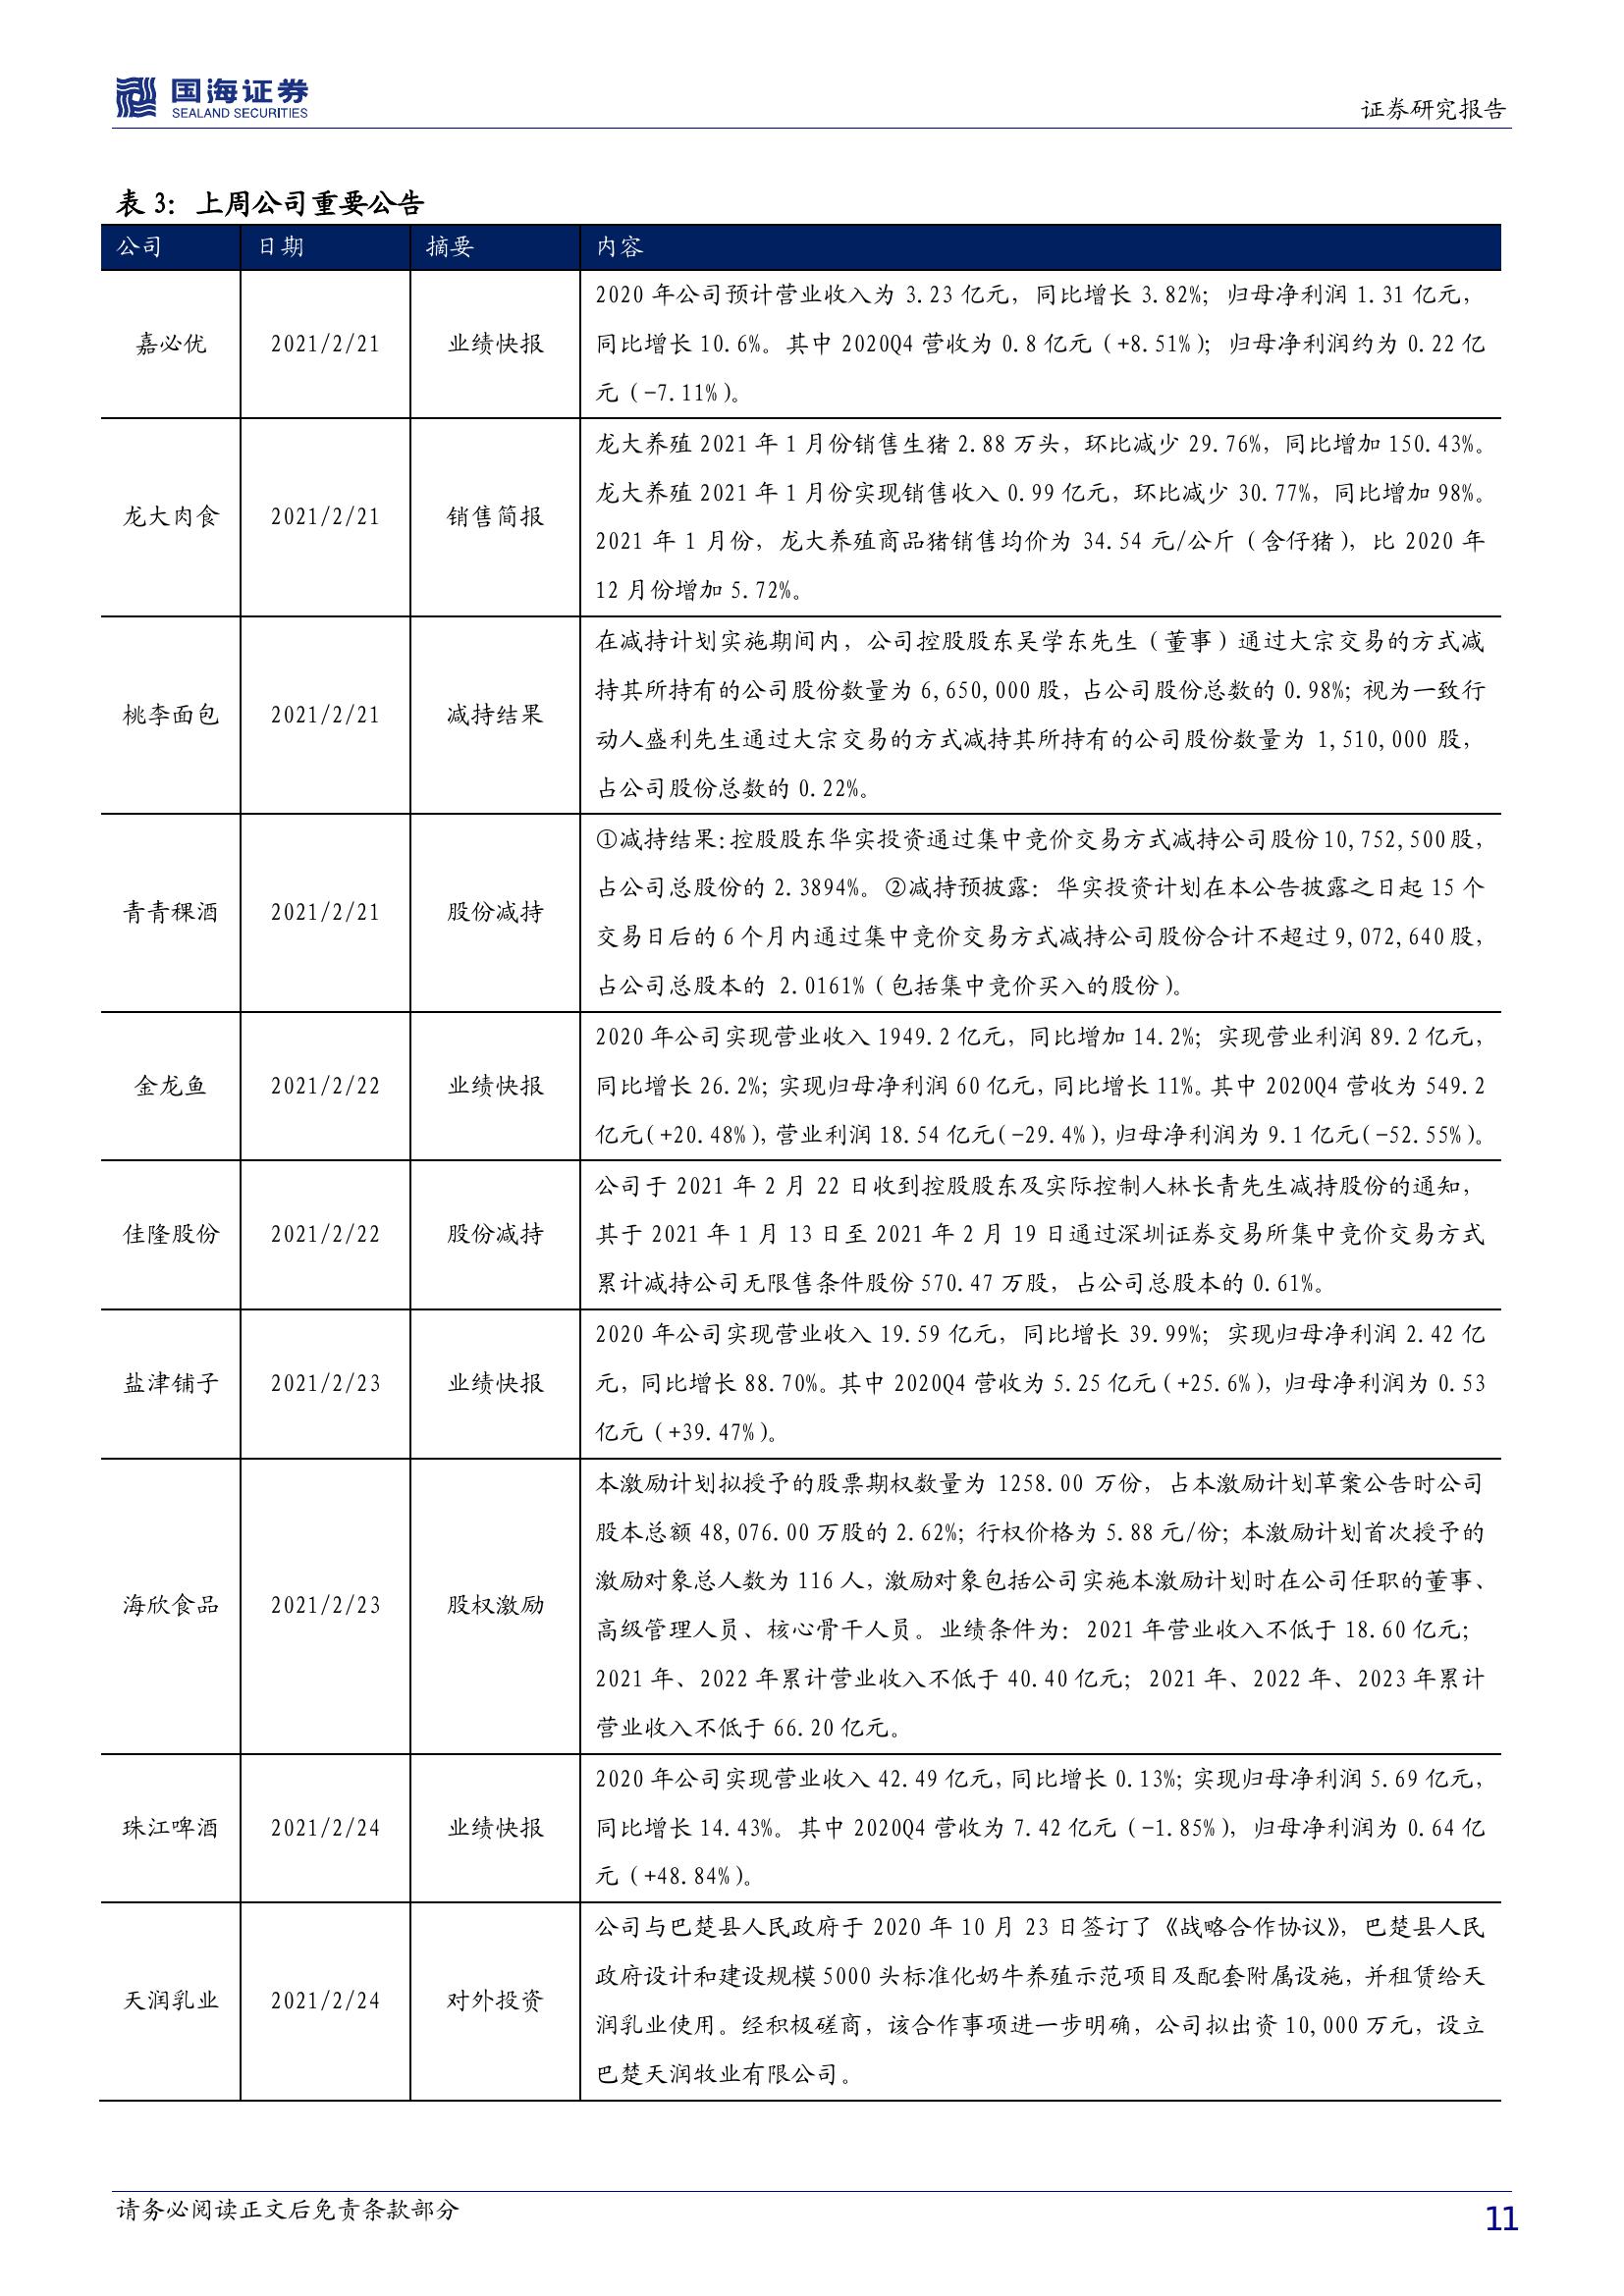 国海证券
SEALAND SECURITIES
证券研究报告
表 3：上周公司重要公告
公司 日期 摘要 内容
嘉必优 2021/2/21 业绩快报
2020 年公司预计营业收入为 3.23 亿元，同比增长 3.82%；归母净利润 1.31 亿元，
同比增长 10.6%。其中 2020Q4 营收为 0.8 亿元（+8.51%）；归母净利润约为 0.22 亿
元（-7.11%）。
龙大肉食 2021/2/21 销售简报
龙大养殖 2021 年 1 月份销售生猪 2.88 万头，环比减少 29.76%，同比增加 150.43%。
龙大养殖 2021 年 1 月份实现销售收入 0.99 亿元，环比减少 30.77%，同比增加 98%。
2021 年 1 月份，龙大养殖商品猪销售均价为 34.54 元/公斤（含仔猪），比 2020 年
12 月份增加 5.72%。
桃李面包 2021/2/21 减持结果
在减持计划实施期间内，公司控股股东吴学东先生（董事）通过大宗交易的方式减
持其所持有的公司股份数量为 6,650,000 股，占公司股份总数的 0.98%；视为一致行
动人盛利先生通过大宗交易的方式减持其所持有的公司股份数量为 1,510,000 股，
占公司股份总数的 0.22%。
青青稞酒 2021/2/21 股份减持
①减持结果：控股股东华实投资通过集中竞价交易方式减持公司股份 10,752,500 股，
占公司总股份的 2.3894%。②减持预披露：华实投资计划在本公告披露之日起 15 个
交易日后的 6 个月内通过集中竞价交易方式减持公司股份合计不超过 9,072,640 股，
占公司总股本的 2.0161%（包括集中竞价买入的股份）。
金龙鱼 2021/2/22 业绩快报
2020 年公司实现营业收入 1949.2 亿元，同比增加 14.2%；实现营业利润 89.2 亿元，
同比增长 26.2%；实现归母净利润 60 亿元，同比增长 11%。其中 2020Q4 营收为 549.2
亿元（+20.48%），营业利润 18.54 亿元（-29.4%），归母净利润为 9.1 亿元（-52.55%）。
佳隆股份 2021/2/22 股份减持
公司于 2021 年 2 月 22 日收到控股股东及实际控制人林长青先生减持股份的通知，
其于 2021 年 1 月 13 日至 2021 年 2 月 19 日通过深圳证券交易所集中竞价交易方式
累计减持公司无限售条件股份 570.47 万股，占公司总股本的 0.61%。
盐津铺子 2021/2/23 业绩快报
2020 年公司实现营业收入 19.59 亿元，同比增长 39.99%；实现归母净利润 2.42 亿
元，同比增长 88.70%。其中 2020Q4 营收为 5.25 亿元（+25.6%），归母净利润为 0.53
亿元（+39.47%）。
海欣食品 2021/2/23 股权激励
本激励计划拟授予的股票期权数量为 1258.00 万份，占本激励计划草案公告时公司
股本总额 48,076.00 万股的 2.62%；行权价格为 5.88 元/份；本激励计划首次授予的
激励对象总人数为 116 人，激励对象包括公司实施本激励计划时在公司任职的董事、
高级管理人员、核心骨干人员。业绩条件为：2021 年营业收入不低于 18.60 亿元；
2021 年、2022 年累计营业收入不低于 40.40 亿元；2021 年、2022 年、2023 年累计
营业收入不低于 66.20 亿元。
珠江啤酒 2021/2/24 业绩快报
2020 年公司实现营业收入 42.49 亿元，同比增长 0.13%；实现归母净利润 5.69 亿元，
同比增长 14.43%。其中 2020Q4 营收为 7.42 亿元（-1.85%），归母净利润为 0.64 亿
元（+48.84%）。
天润乳业 2021/2/24 对外投资
公司与巴楚县人民政府于 2020 年 10 月 23 日签订了《战略合作协议》，巴楚县人民
政府设计和建设规模 5000 头标准化奶牛养殖示范项目及配套附属设施，并租赁给天
润乳业使用。经积极磋商，该合作事项进一步明确，公司拟出资 10,000 万元，设立
巴楚天润牧业有限公司。
请务必阅读正文后免责条款部分
11